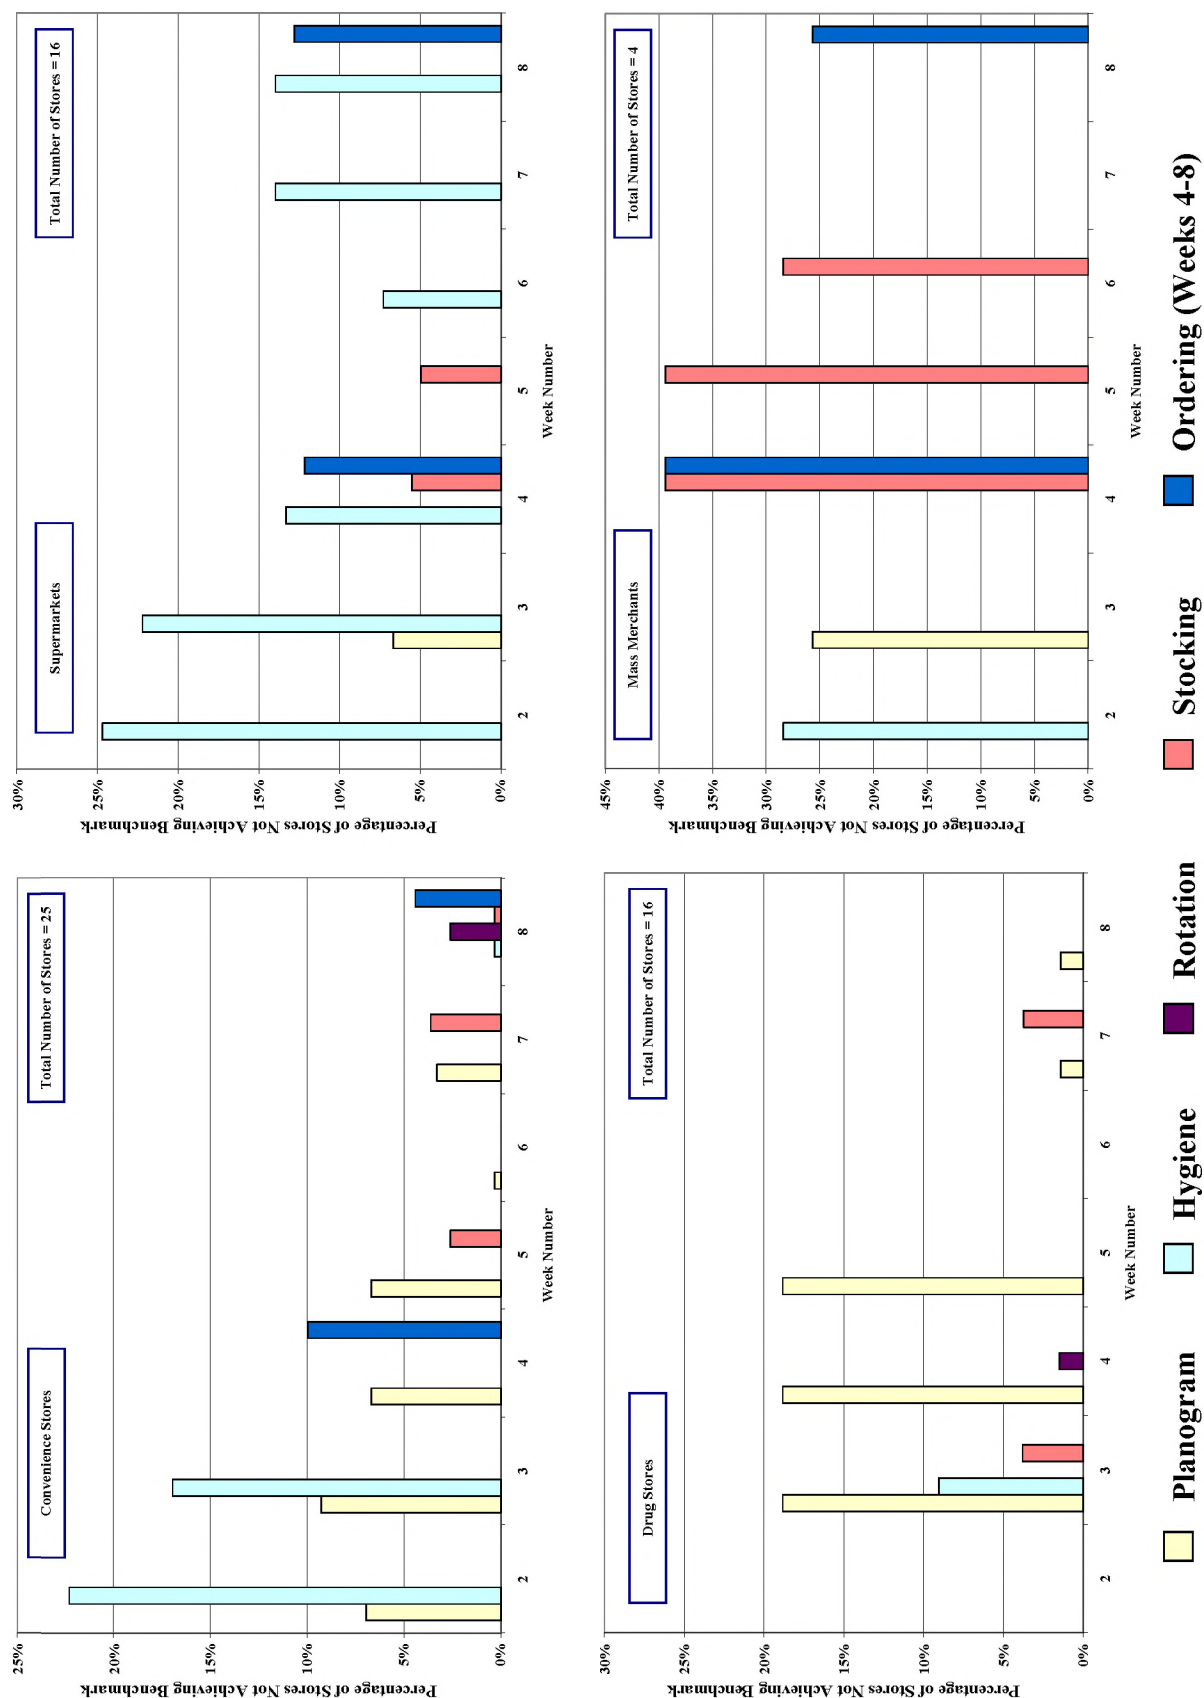 Convenience Stores
Total Number of Stores = 25
Percentage of Stores Not Achieving Benchmark
25%
20%
15%
10%
5%
0%
2
3
4
5
6
7
8
Week Number
Supermarkets
Total Number of Stores = 16
Percentage of Stores Not Achieving Benchmark
30%
25%
20%
15%
10%
5%
0%
2
3
4
5
6
7
8
Week Number
Drug Stores
Total Number of Stores = 16
Percentage of Stores Not Achieving Benchmark
30%
25%
20%
15%
10%
5%
0%
2
3
4
5
6
7
8
Week Number
Mass Merchants
Total Number of Stores = 4
Percentage of Stores Not Achieving Benchmark
45%
40%
35%
30%
25%
20%
15%
10%
5%
0%
2
3
4
5
6
7
8
Week Number
Planogram
Hygiene
Rotation
Stocking
Ordering (Weeks 4-8)